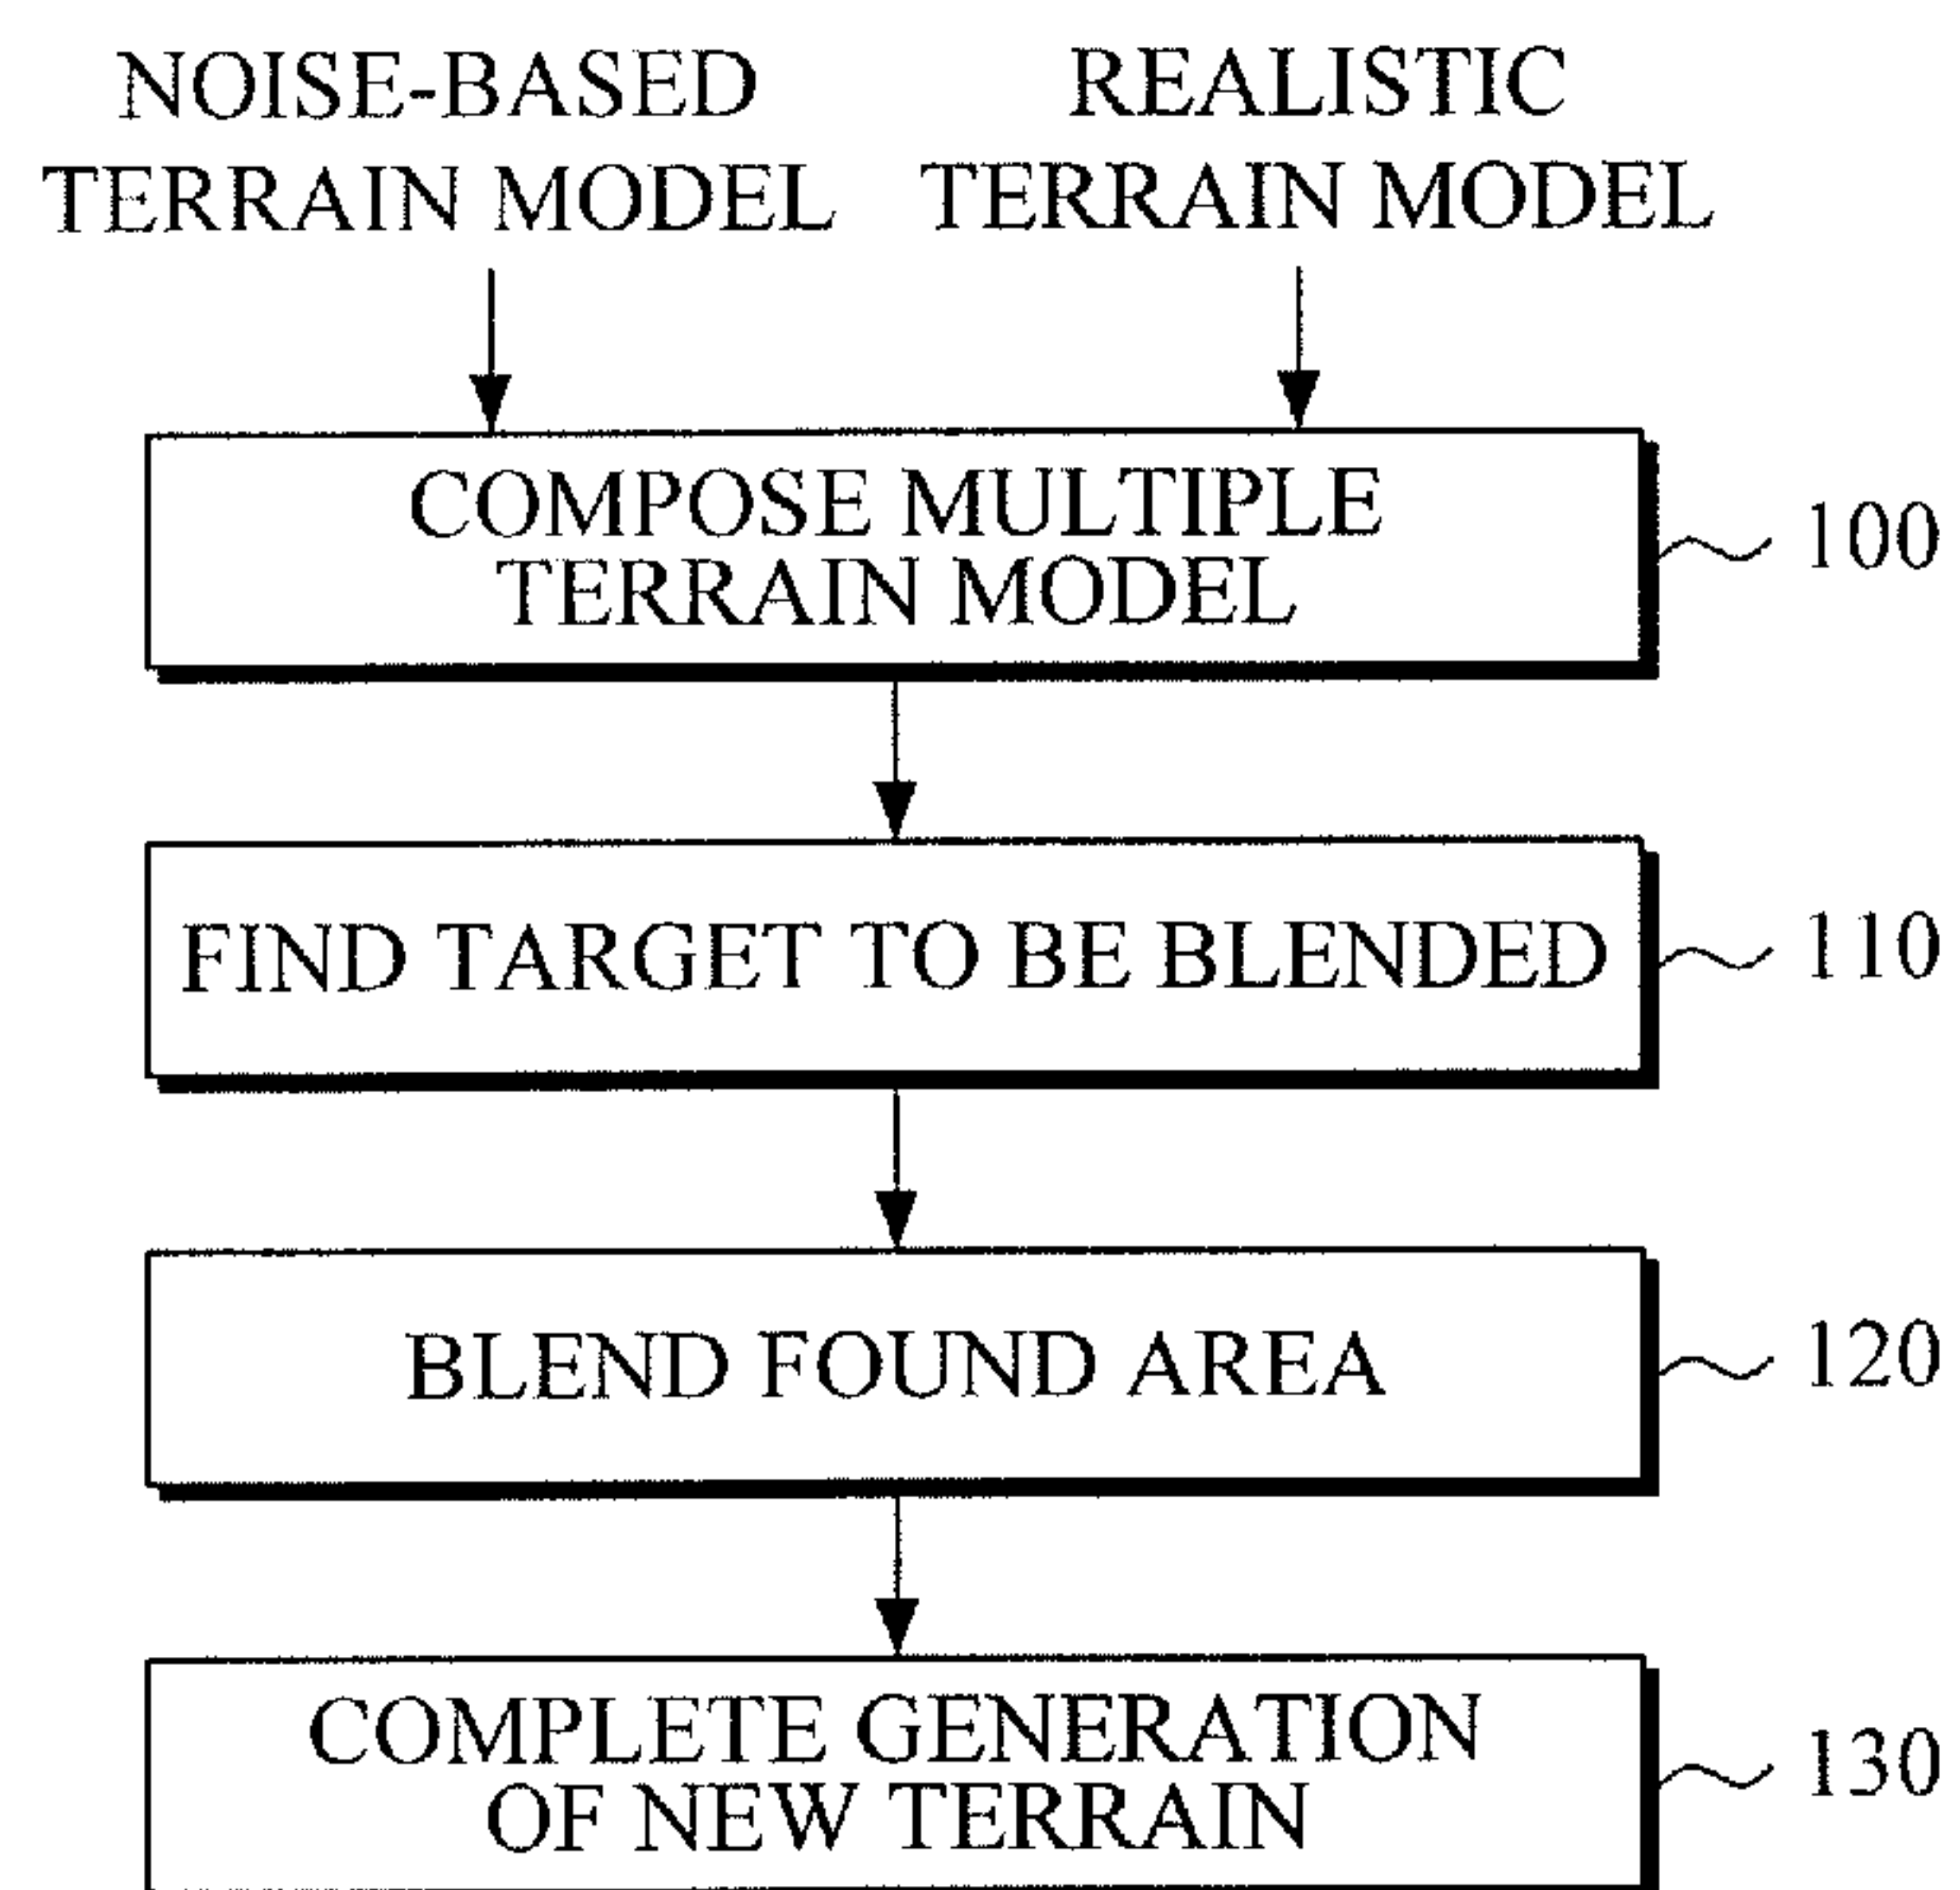 NOISE-BASED
TERRAIN MODEL
REALISTIC
TERRAIN MODEL
COMPOSE MULTIPLE
TERRAIN MODEL
100
FIND TARGET TO BE BLENDED
110
BLEND FOUND AREA
120
COMPLETE GENERATION
OF NEW TERRAIN
130